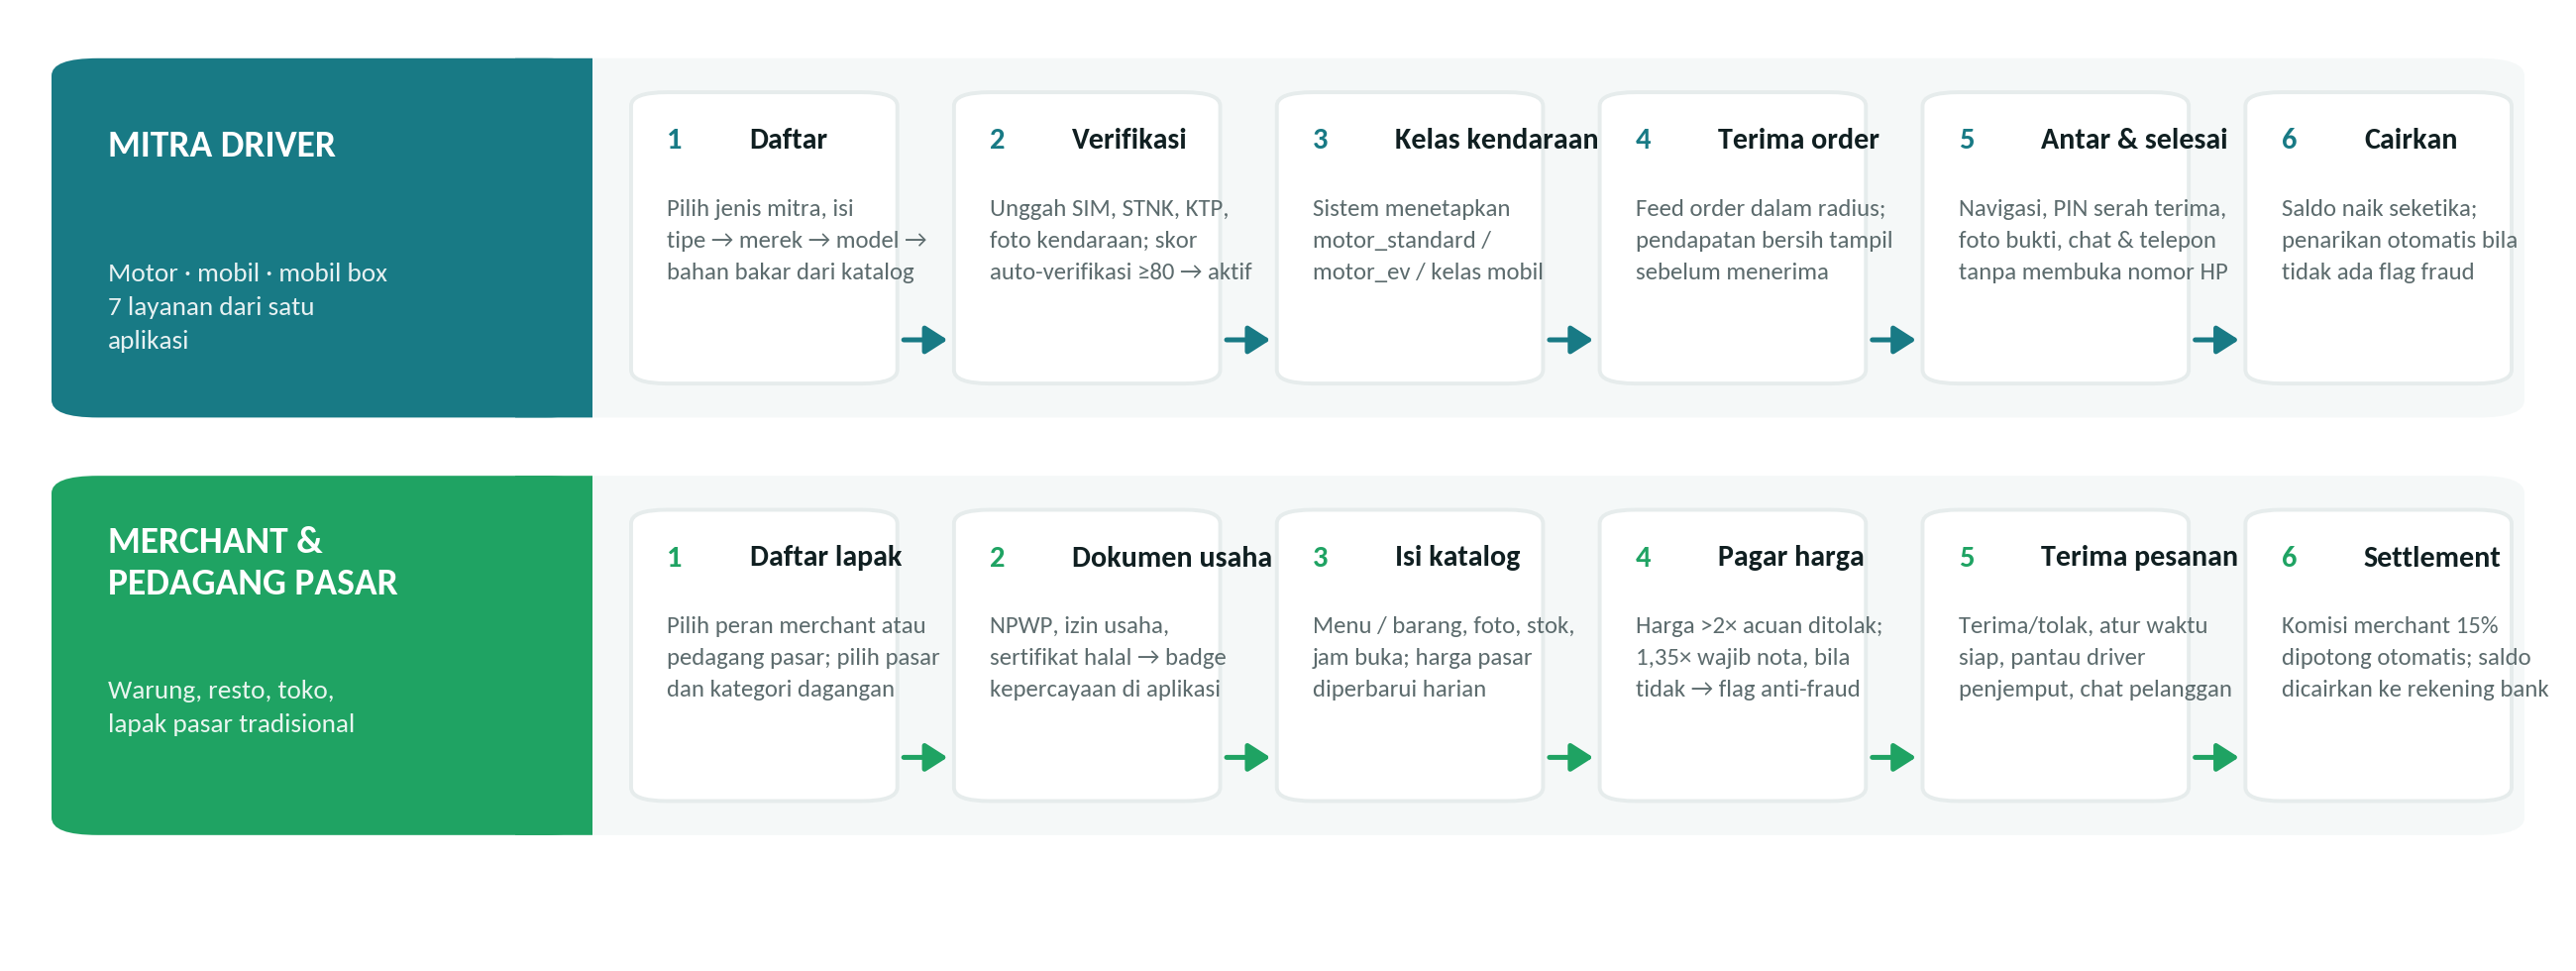 MITRA DRIVER
Motor · mobil · mobil box
7 layanan dari satu
aplikasi
1 Daftar
Pilih jenis mitra, isi
tipe → merek → model →
bahan bakar dari katalog
2 Verifikasi
Unggah SIM, STNK, KTP,
foto kendaraan; skor
auto-verifikasi ≥80 → aktif
3 Kelas kendaraan
Sistem menetapkan
motor_standard /
motor_ev / kelas mobil
4 Terima order
Feed order dalam radius;
pendapatan bersih tampil
sebelum menerima
5 Antar & selesai
Navigasi, PIN serah terima,
foto bukti, chat & telepon
tanpa membuka nomor HP
6 Cairkan
Saldo naik seketika;
penarikan otomatis bila
tidak ada flag fraud
MERCHANT &
PEDAGANG PASAR
Warung, resto, toko,
lapak pasar tradisional
1 Daftar lapak
Pilih peran merchant atau
pedagang pasar; pilih pasar
dan kategori dagangan
2 Dokumen usaha
NPWP, izin usaha,
sertifikat halal → badge
kepercayaan di aplikasi
3 Isi katalog
Menu / barang, foto, stok,
jam buka; harga pasar
diperbarui harian
4 Pagar harga
Harga >2× acuan ditolak;
1,35× wajib nota, bila
tidak → flag anti-fraud
5 Terima pesanan
Terima/tolak, atur waktu
siap, pantau driver
penjemput, chat pelanggan
6 Settlement
Komisi merchant 15%
dipotong otomatis; saldo
dicairkan ke rekening bank